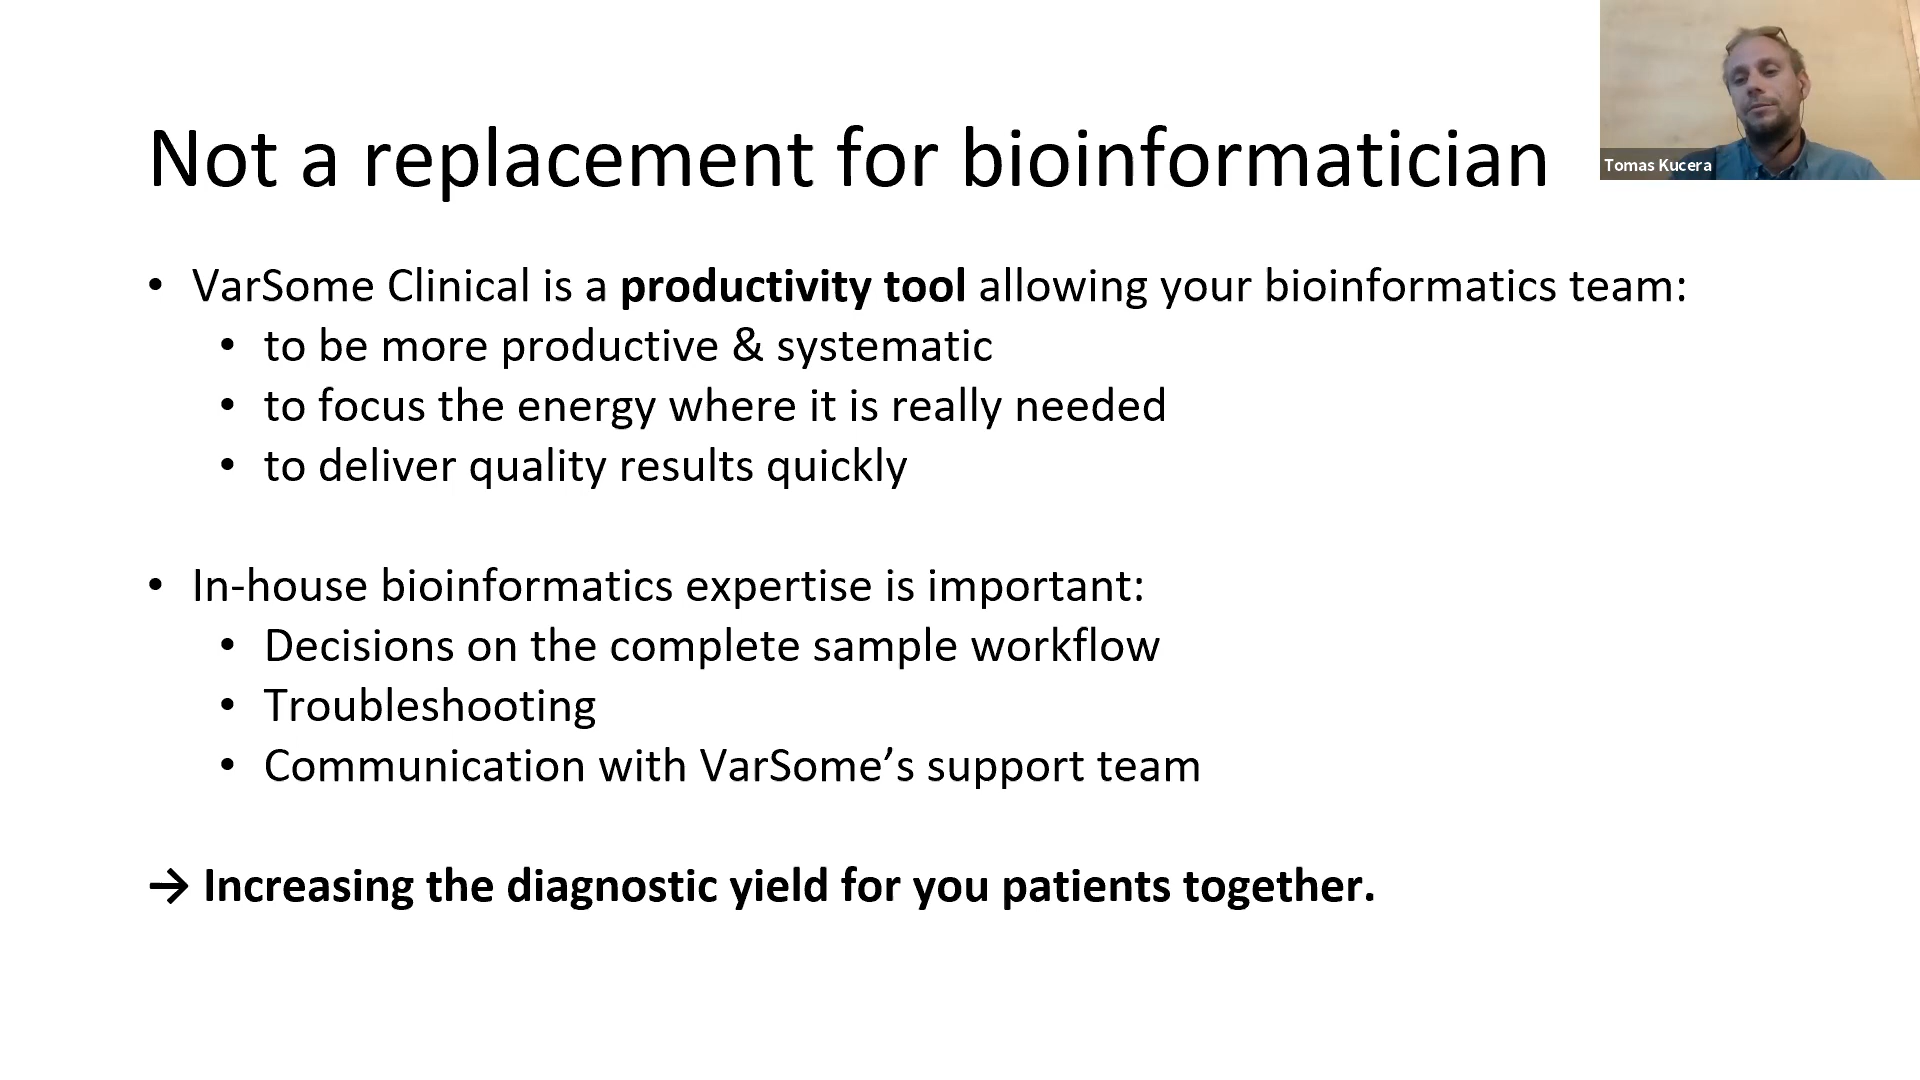 Not a replacement for bioinformatician
Tomas Kucera
• VarSome Clinical is a productivity tool allowing your bioinformatics team:
• to be more productive & systematic
• to focus the energy where it is really needed
• to deliver quality results quickly
• In-house bioinformatics expertise is important:
• Decisions on the complete sample workflow
• Troubleshooting
• Communication with VarSome’s support team
→ Increasing the diagnostic yield for you patients together.